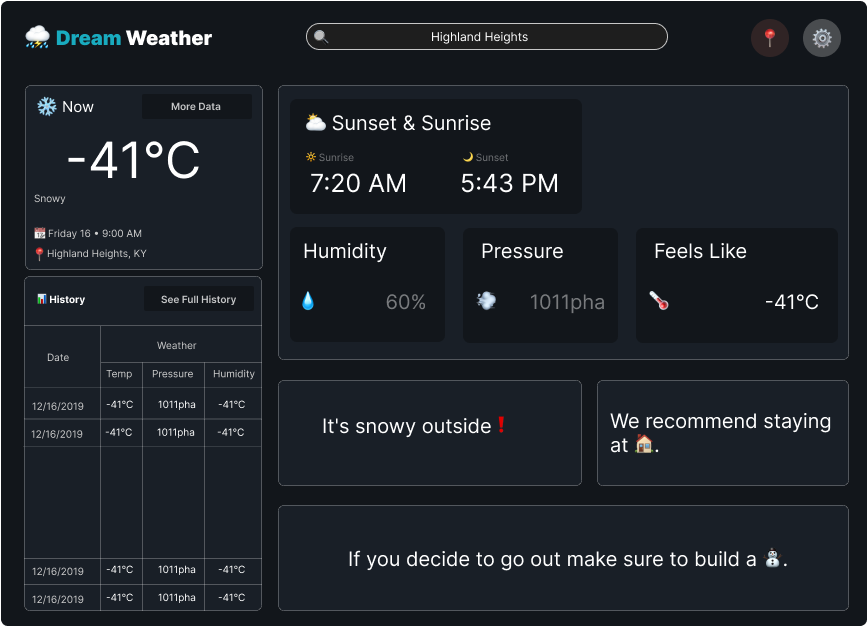 Dream Weather
Highland Heights
Now
More Data
-41°C
Snowy
Friday 16 • 9:00 AM
Highland Heights, KY
Sunset & Sunrise
Sunrise
Sunset
7:20 AM
5:43 PM
Humidity
60%
Pressure
1011pha
Feels Like
-41°C
History
See Full History
Date
Weather
Temp Pressure Humidity
12/16/2019 -41°C 1011pha -41°C
12/16/2019 -41°C 1011pha -41°C
12/16/2019 -41°C 1011pha -41°C
12/16/2019 -41°C 1011pha -41°C
It's snowy outside❗
We recommend staying
at 🏠.
If you decide to go out make sure to build a ⛄.